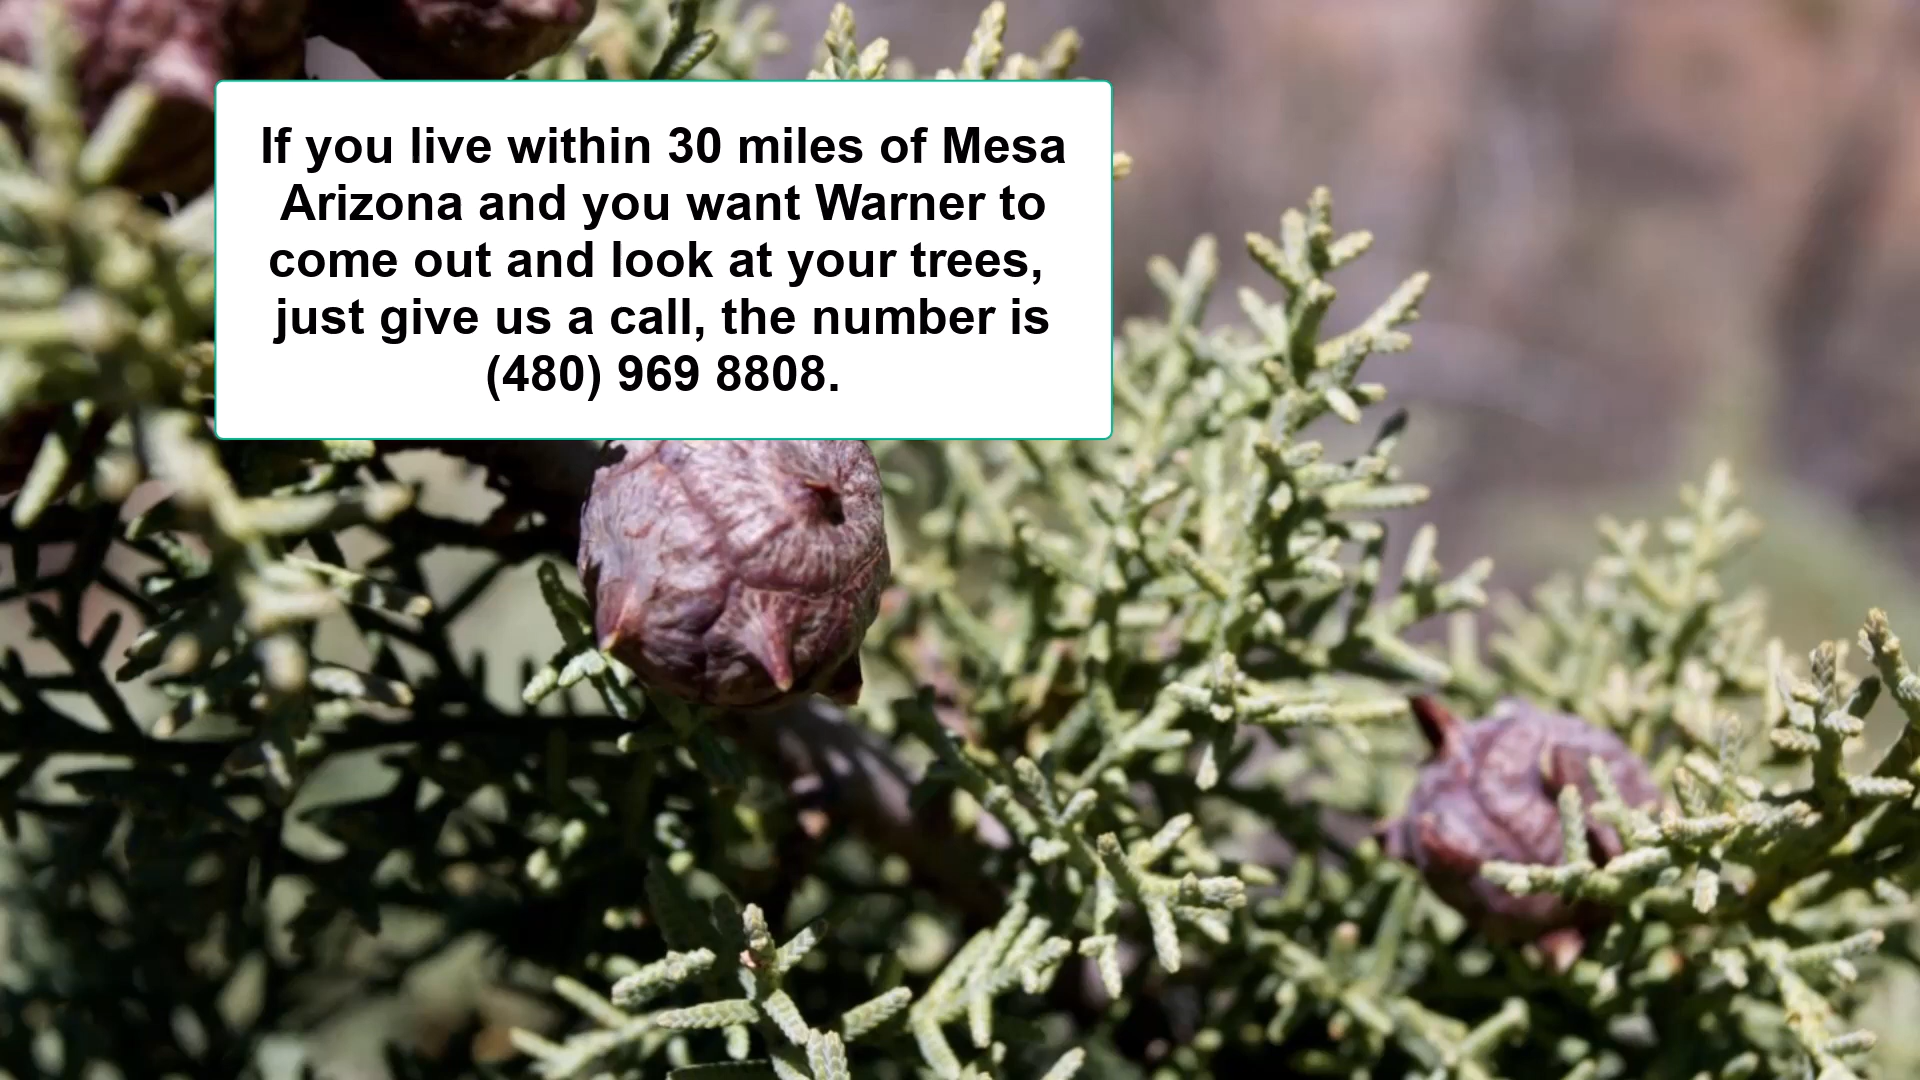 If you live within 30 miles of Mesa
Arizona and you want Warner to
come out and look at your trees,
just give us a call, the number is
(480) 969 8808.